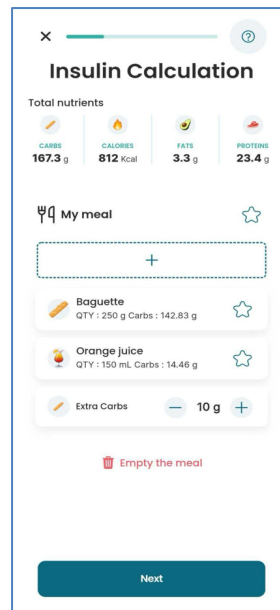 Insulin Calculation
Total nutrients
CARBS CALORIES FATS PROTEINS
167.3 g 812 Kcal 3.3 g 23.4 g
My meal
+
Baguette
QTY : 250 g Carbs : 142.83 g
Orange juice
QTY : 150 mL Carbs : 14.46 g
Extra Carbs — 10 g +
Empty the meal
Next